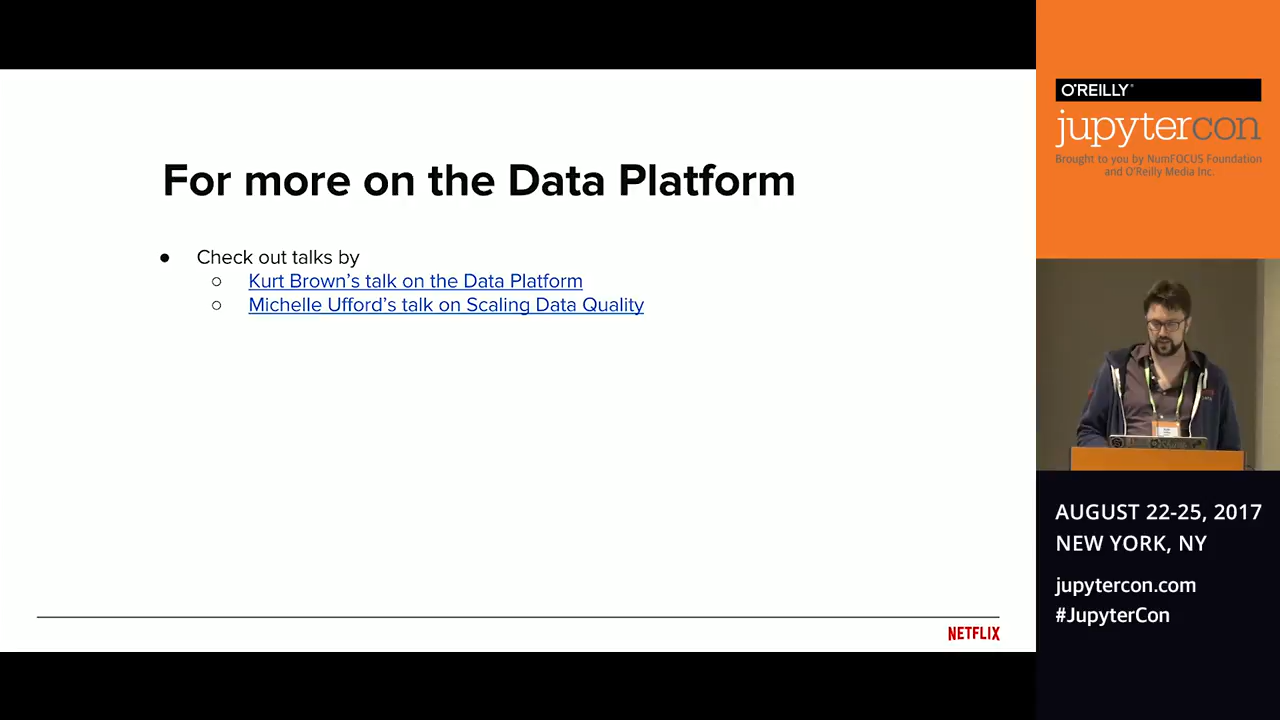 For more on the Data Platform
● Check out talks by
○ Kurt Brown's talk on the Data Platform
○ Michelle Ufford's talk on Scaling Data Quality
NETFLIX
O'REILLY®
jupytercon
Brought to you by NumFOCUS Foundation
and O'Reilly Media Inc.
AUGUST 22-25, 2017
NEW YORK, NY
jupytercon.com
#JupyterCon